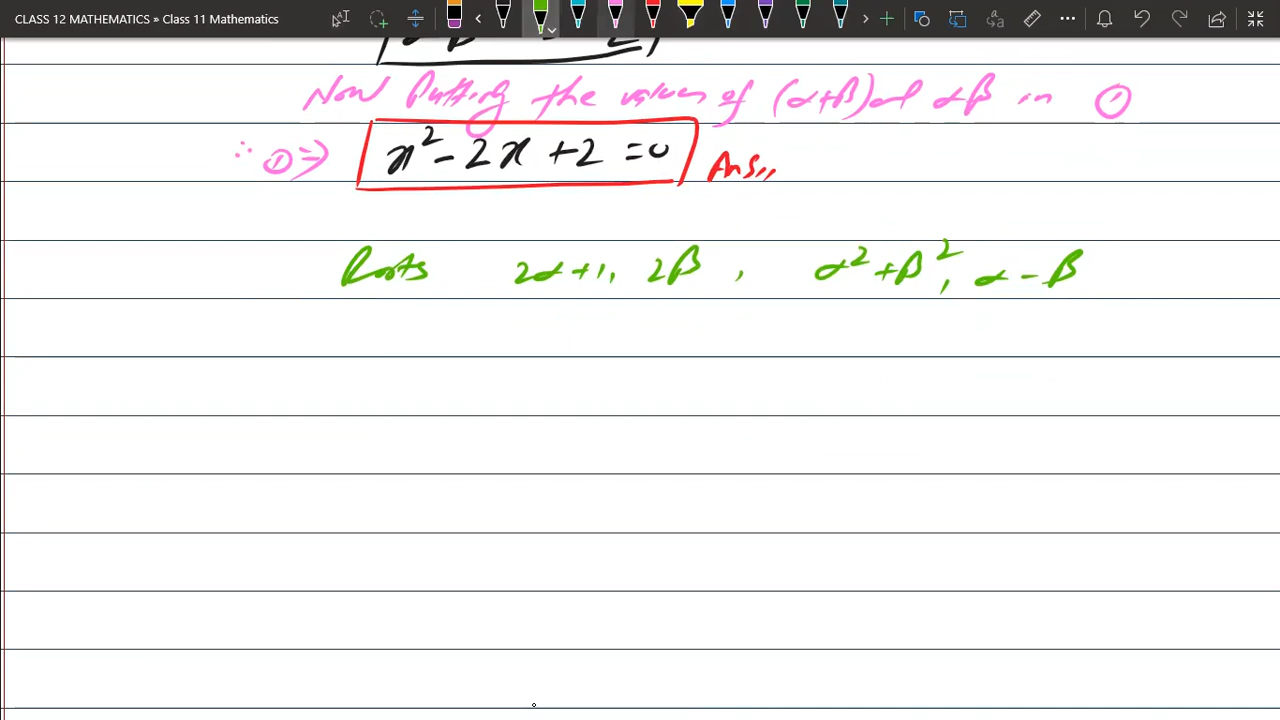 CLASS 12 MATHEMATICS » Class 11 Mathematics
Now Putting the values of (α+β) and αβ in ①
∴ ① ⇒ x² - 2x + 2 = 0 Ans,,
Roots 2α+1, 2β , α²+β², α-β